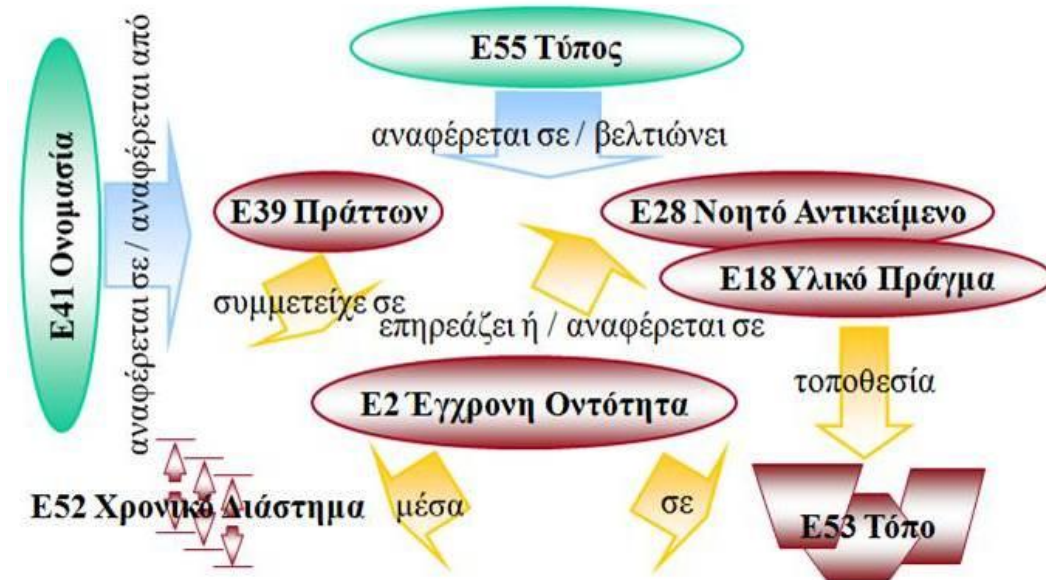 E55 Τύπος
αναφέρεται σε / βελτιώνει
E41 Ονομασία
αναφέρεται σε / αναφέρεται από
E39 Πράττων
E28 Νοητό Αντικείμενο
E18 Υλικό Πράγμα
συμμετείχε σε
επηρεάζει ή / αναφέρεται σε
τοποθεσία
E2 Έγχρονη Οντότητα
E52 Χρονικό Διάστημα
μέσα
σε
E53 Τόπο